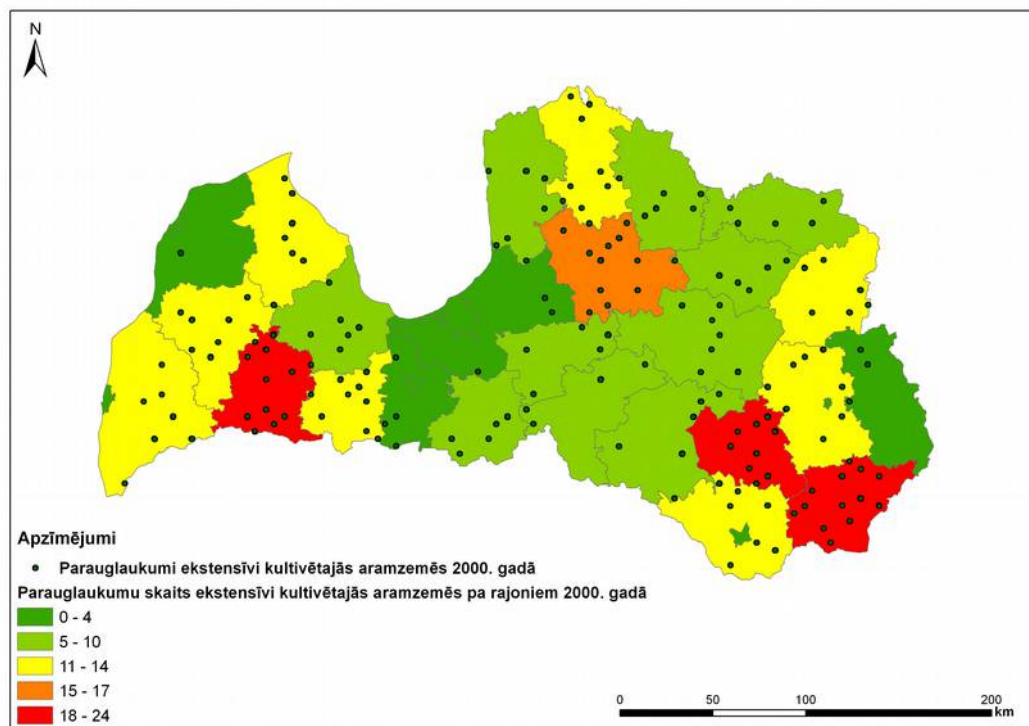 N
Apzīmējumi
Parauglaukumi ekstensīvi kultivētajās aramzemēs 2000. gadā
Parauglaukumu skaits ekstensīvi kultivētajās aramzemēs pa rajoniem 2000. gadā
0 - 4
5 - 10
11 - 14
15 - 17
18 - 24
0 50 100 200
km